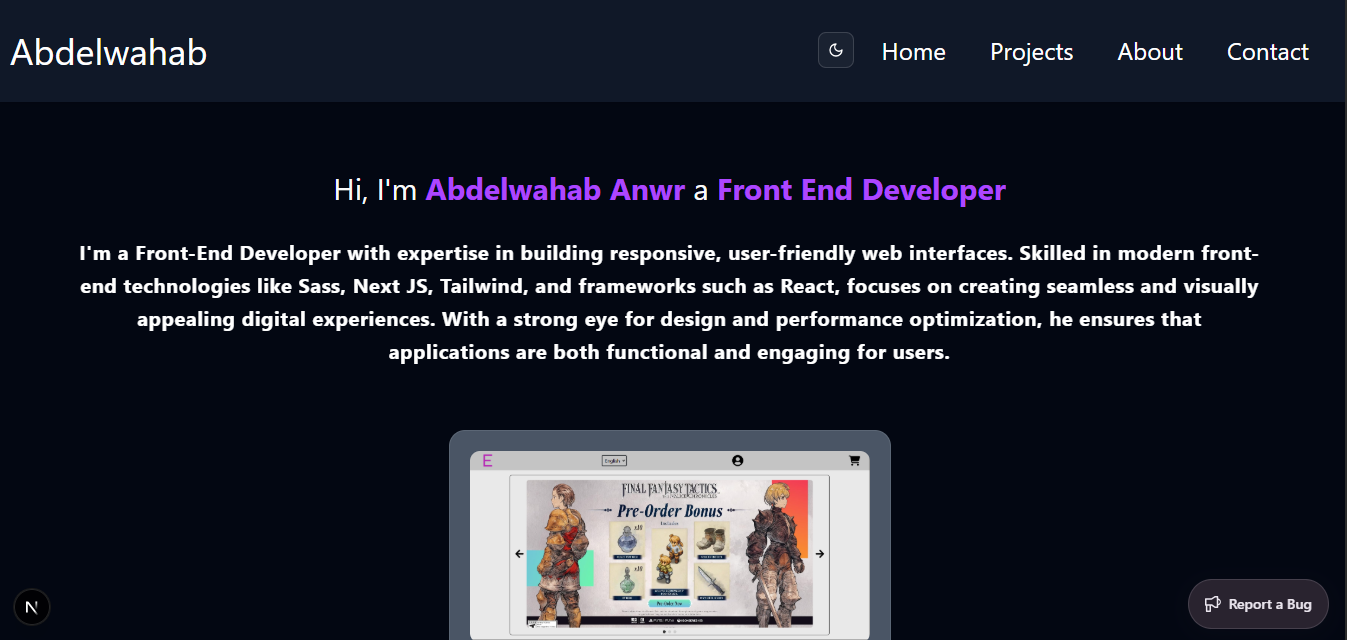 Abdelwahab
Home Projects About Contact
Hi, I'm Abdelwahab Anwr a Front End Developer
I'm a Front-End Developer with expertise in building responsive, user-friendly web interfaces. Skilled in modern front-
end technologies like Sass, Next JS, Tailwind, and frameworks such as React, focuses on creating seamless and visually
appealing digital experiences. With a strong eye for design and performance optimization, he ensures that
applications are both functional and engaging for users.
E English
FINAL FANTASY TACTICS
Pre-Order Bonus
Pre-Order Now
N
Report a Bug